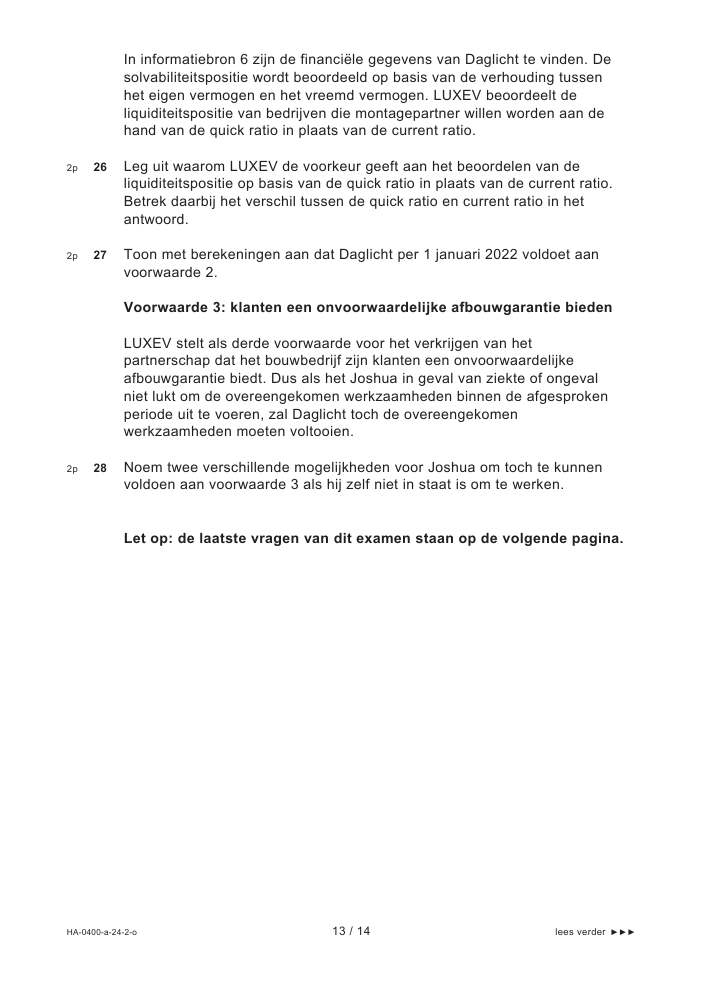 In informatiebron 6 zijn de financiële gegevens van Daglicht te vinden. De
solvabiliteitspositie wordt beoordeeld op basis van de verhouding tussen
het eigen vermogen en het vreemd vermogen. LUXEV beoordeelt de
liquiditeitspositie van bedrijven die montagepartner willen worden aan de
hand van de quick ratio in plaats van de current ratio.
2p 26 Leg uit waarom LUXEV de voorkeur geeft aan het beoordelen van de
liquiditeitspositie op basis van de quick ratio in plaats van de current ratio.
Betrek daarbij het verschil tussen de quick ratio en current ratio in het
antwoord.
2p 27 Toon met berekeningen aan dat Daglicht per 1 januari 2022 voldoet aan
voorwaarde 2.
Voorwaarde 3: klanten een onvoorwaardelijke afbouwgarantie bieden
LUXEV stelt als derde voorwaarde voor het verkrijgen van het
partnerschap dat het bouwbedrijf zijn klanten een onvoorwaardelijke
afbouwgarantie biedt. Dus als het Joshua in geval van ziekte of ongeval
niet lukt om de overeengekomen werkzaamheden binnen de afgesproken
periode uit te voeren, zal Daglicht toch de overeengekomen
werkzaamheden moeten voltooien.
2p 28 Noem twee verschillende mogelijkheden voor Joshua om toch te kunnen
voldoen aan voorwaarde 3 als hij zelf niet in staat is om te werken.
Let op: de laatste vragen van dit examen staan op de volgende pagina.
HA-0400-a-24-2-o 13 / 14 lees verder ►►►